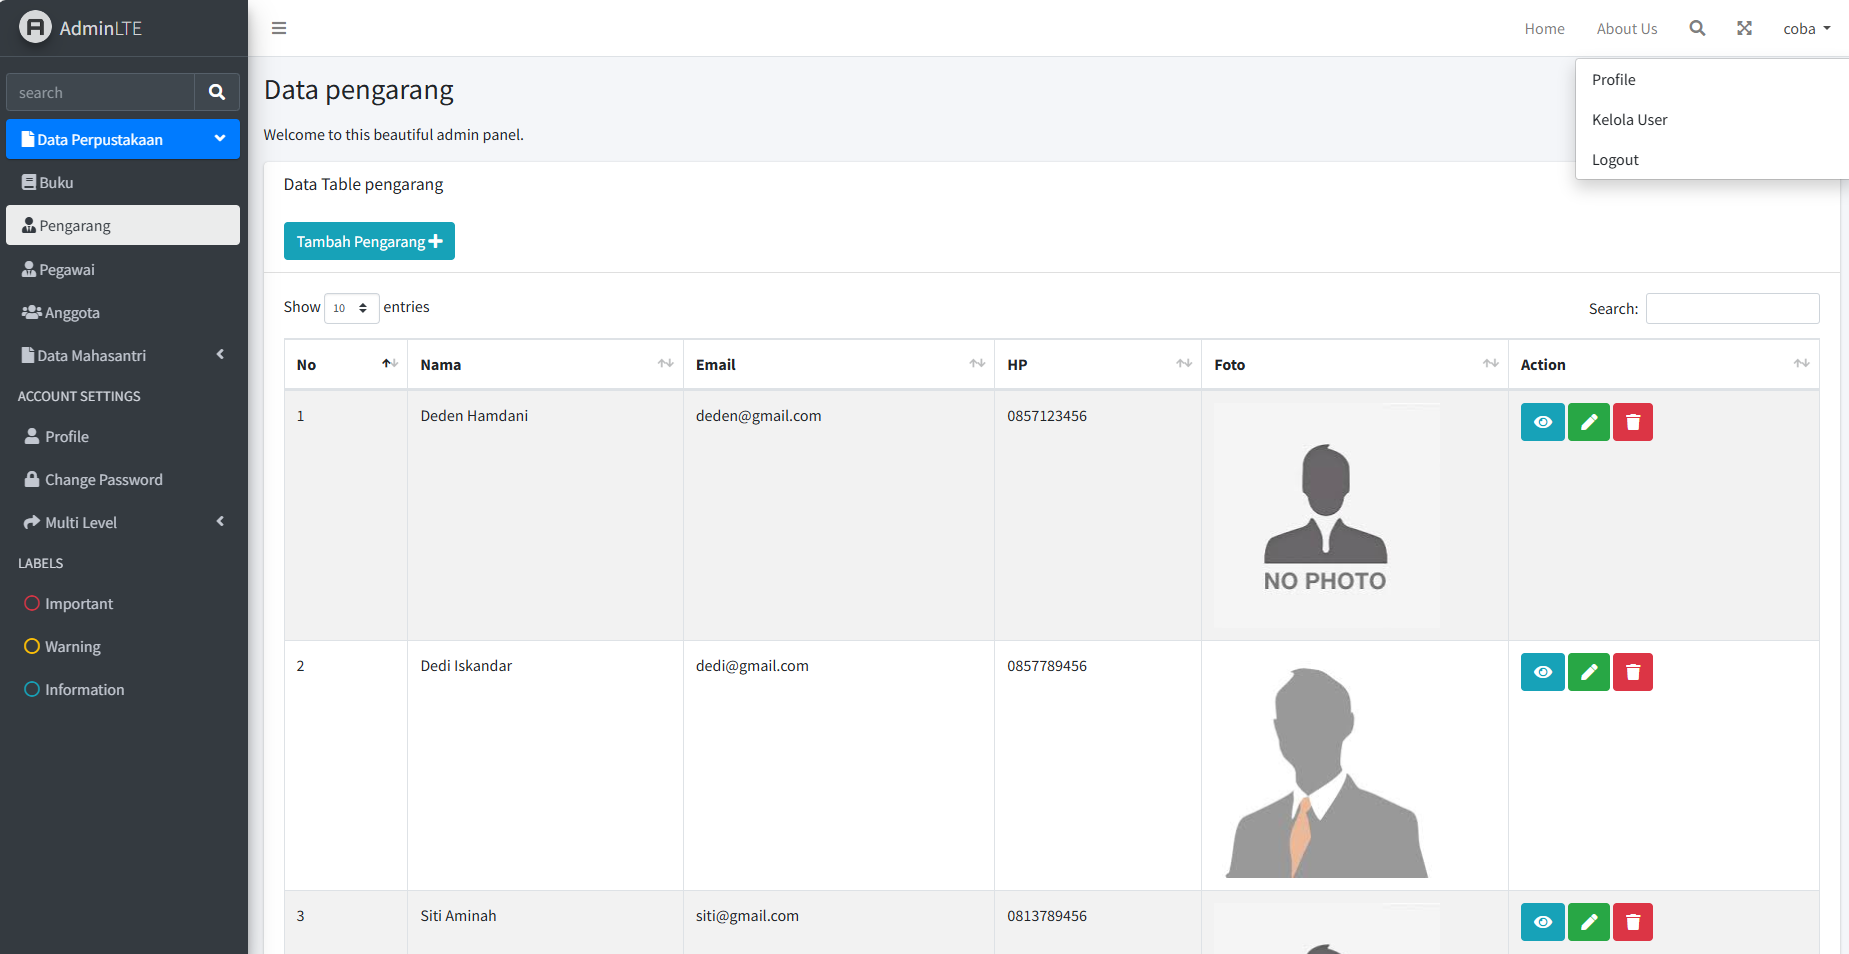 AdminLTE
Home
About Us
coba
search
Profile
Kelola User
Logout
Data Perpustakaan
Buku
Pengarang
Pegawai
Anggota
Data Mahasantri
ACCOUNT SETTINGS
Profile
Change Password
Multi Level
LABELS
Important
Warning
Information
Data pengarang
Welcome to this beautiful admin panel.
Data Table pengarang
Tambah Pengarang
Show 10 entries
Search:
No Nama Email HP Foto Action
1 Deden Hamdani deden@gmail.com 0857123456
NO PHOTO
2 Dedi Iskandar dedi@gmail.com 0857789456
3 Siti Aminah siti@gmail.com 0813789456